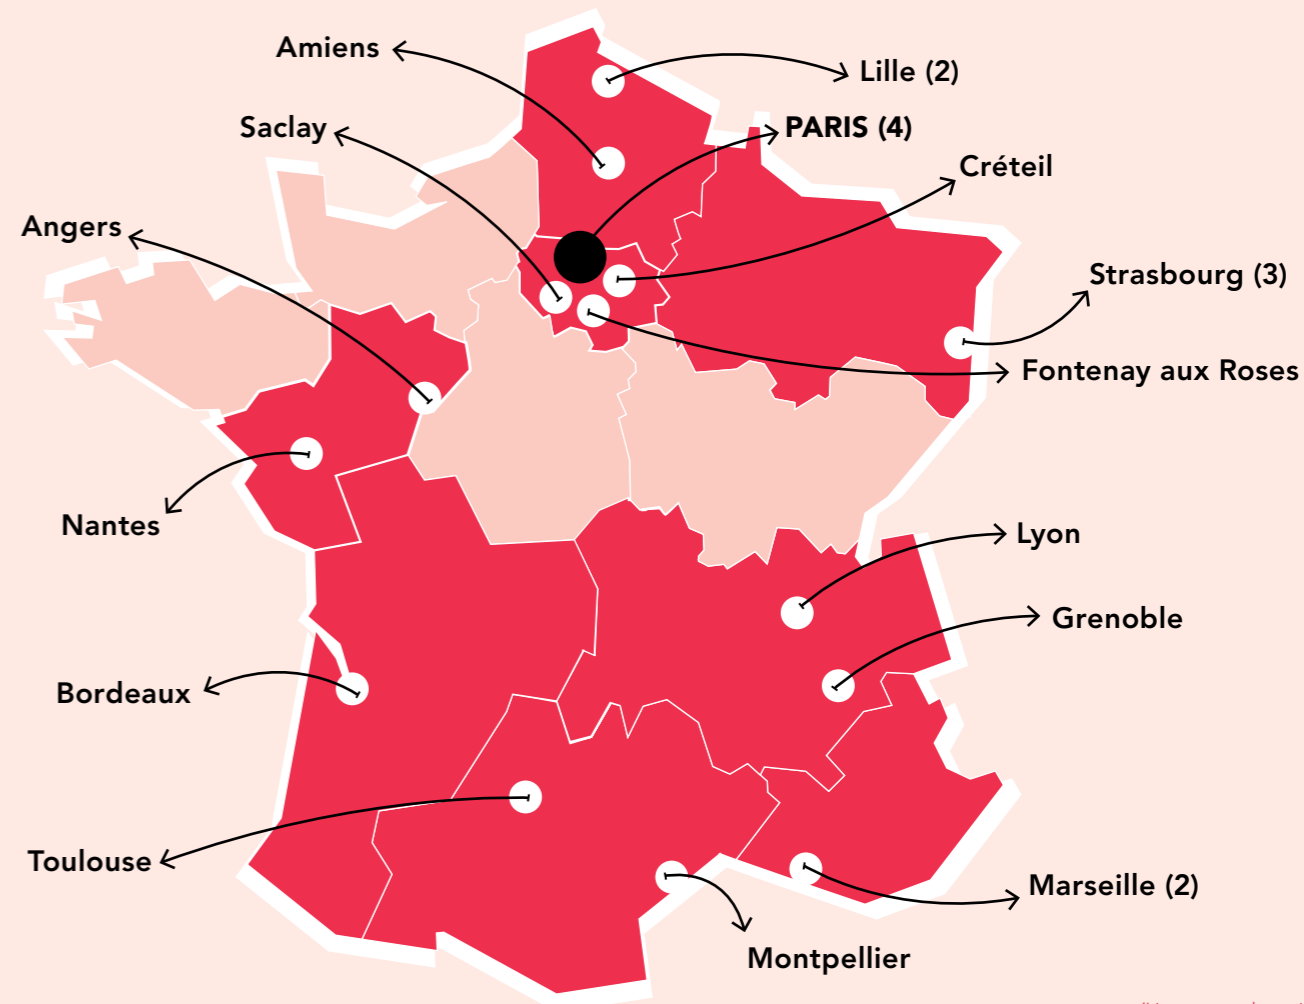 Amiens
Lille (2)
Saclay
PARIS (4)
Créteil
Angers
Strasbourg (3)
Fontenay aux Roses
Nantes
Lyon
Grenoble
Bordeaux
Toulouse
Marseille (2)
Montpellier